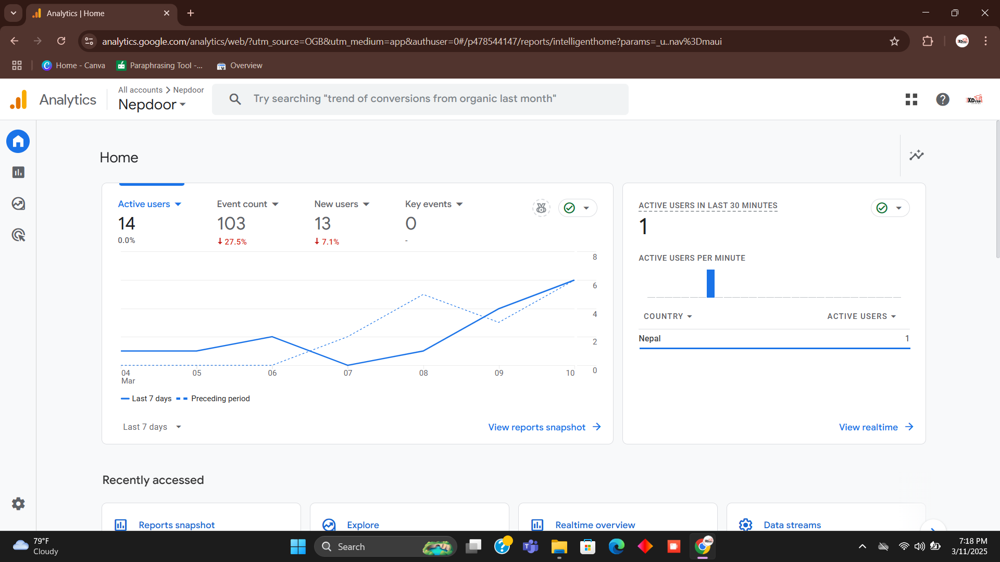 Analytics | Home
analytics.google.com/analytics/web/?utm_source=OGB&utm_medium=app&authuser=0#/p478544147/reports/intelligenthome?params=_u..nav%3Dmaui
Home - Canva
Paraphrasing Tool -...
Overview
Analytics
All accounts > Nepdoor
Nepdoor
Try searching "trend of conversions from organic last month"
Home
Active users
14
0.0%
Event count
103
27.5%
New users
13
7.1%
Key events
0
-
8
6
4
2
0
04
Mar
05
06
07
08
09
10
Last 7 days
Preceding period
Last 7 days
View reports snapshot
ACTIVE USERS IN LAST 30 MINUTES
1
ACTIVE USERS PER MINUTE
COUNTRY
ACTIVE USERS
Nepal
1
View realtime
Recently accessed
Reports snapshot
Explore
Realtime overview
Data streams
79°F
Cloudy
Search
7:18 PM
3/11/2025